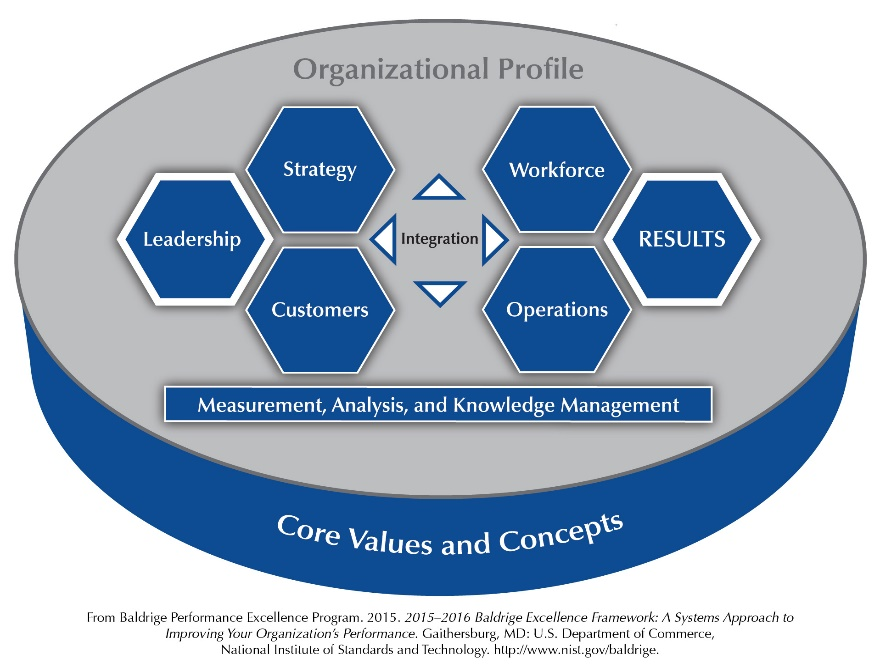 Organizational Profile
Strategy
Workforce
Leadership
Integration
RESULTS
Customers
Operations
Measurement, Analysis, and Knowledge Management
Core Values and Concepts
From Baldrige Performance Excellence Program. 2015. 2015–2016 Baldrige Excellence Framework: A Systems Approach to
Improving Your Organization's Performance. Gaithersburg, MD: U.S. Department of Commerce,
National Institute of Standards and Technology. http://www.nist.gov/baldrige.